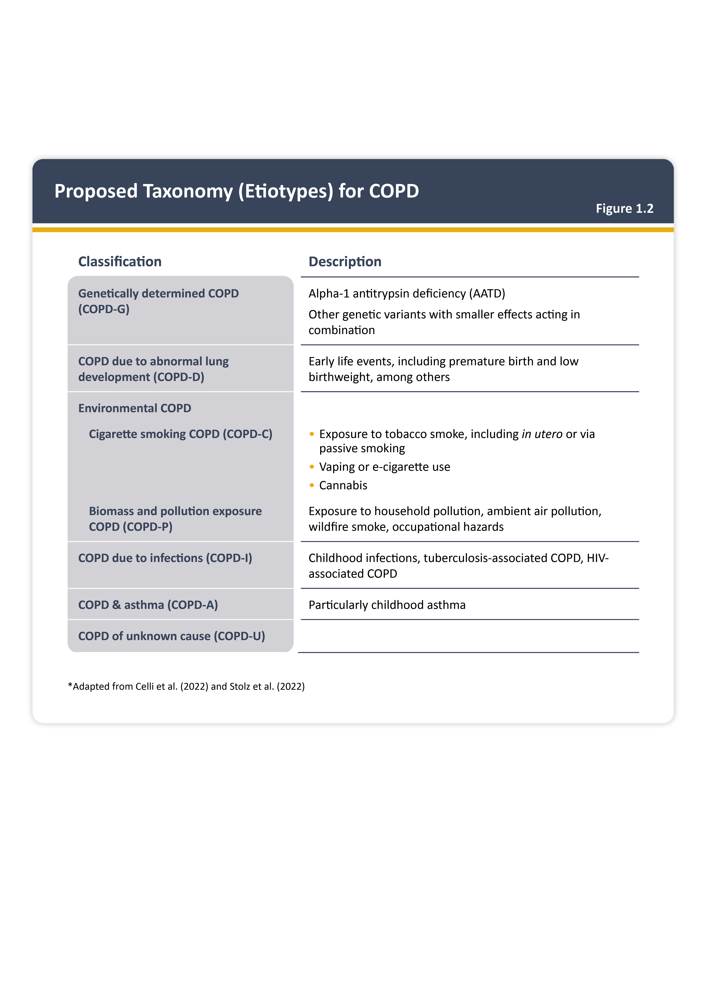 Proposed Taxonomy (Etiotypes) for COPD
Figure 1.2
Classification
Description
Genetically determined COPD
(COPD-G)
Alpha-1 antitrypsin deficiency (AATD)
Other genetic variants with smaller effects acting in
combination
COPD due to abnormal lung
development (COPD-D)
Early life events, including premature birth and low
birthweight, among others
Environmental COPD
Cigarette smoking COPD (COPD-C)
• Exposure to tobacco smoke, including in utero or via
passive smoking
• Vaping or e-cigarette use
• Cannabis
Biomass and pollution exposure
COPD (COPD-P)
Exposure to household pollution, ambient air pollution,
wildfire smoke, occupational hazards
COPD due to infections (COPD-I)
Childhood infections, tuberculosis-associated COPD, HIV-
associated COPD
COPD & asthma (COPD-A)
Particularly childhood asthma
COPD of unknown cause (COPD-U)
*Adapted from Celli et al. (2022) and Stolz et al. (2022)